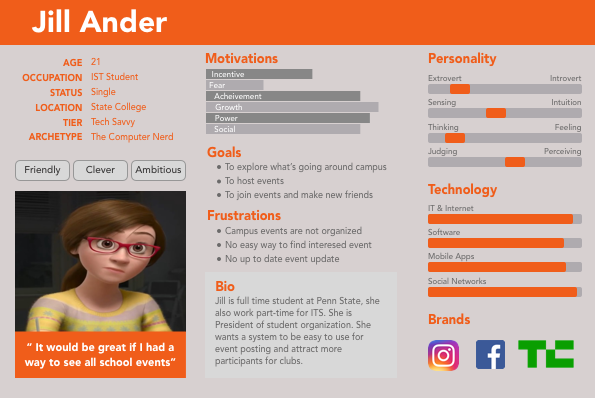 Jill Ander
AGE 21
OCCUPATION IST Student
STATUS Single
LOCATION State College
TIER Tech Savvy
ARCHETYPE The Computer Nerd
Friendly Clever Ambitious
“ It would be great if I had a
way to see all school events”
Motivations
Incentive
Fear
Acheivement
Growth
Power
Social
Goals
• To explore what’s going around campus
• To host events
• To join events and make new friends
Frustrations
• Campus events are not organized
• No easy way to find interesed event
• No up to date event update
Bio
Jill is full time student at Penn State, she
also work part-time for ITS. She is
President of student organization. She
wants a system to be easy to use for
event posting and attract more
participants for clubs.
Personality
Extrovert Introvert
Sensing Intuition
Thinking Feeling
Judging Perceiving
Technology
IT & Internet
Software
Mobile Apps
Social Networks
Brands
f TC